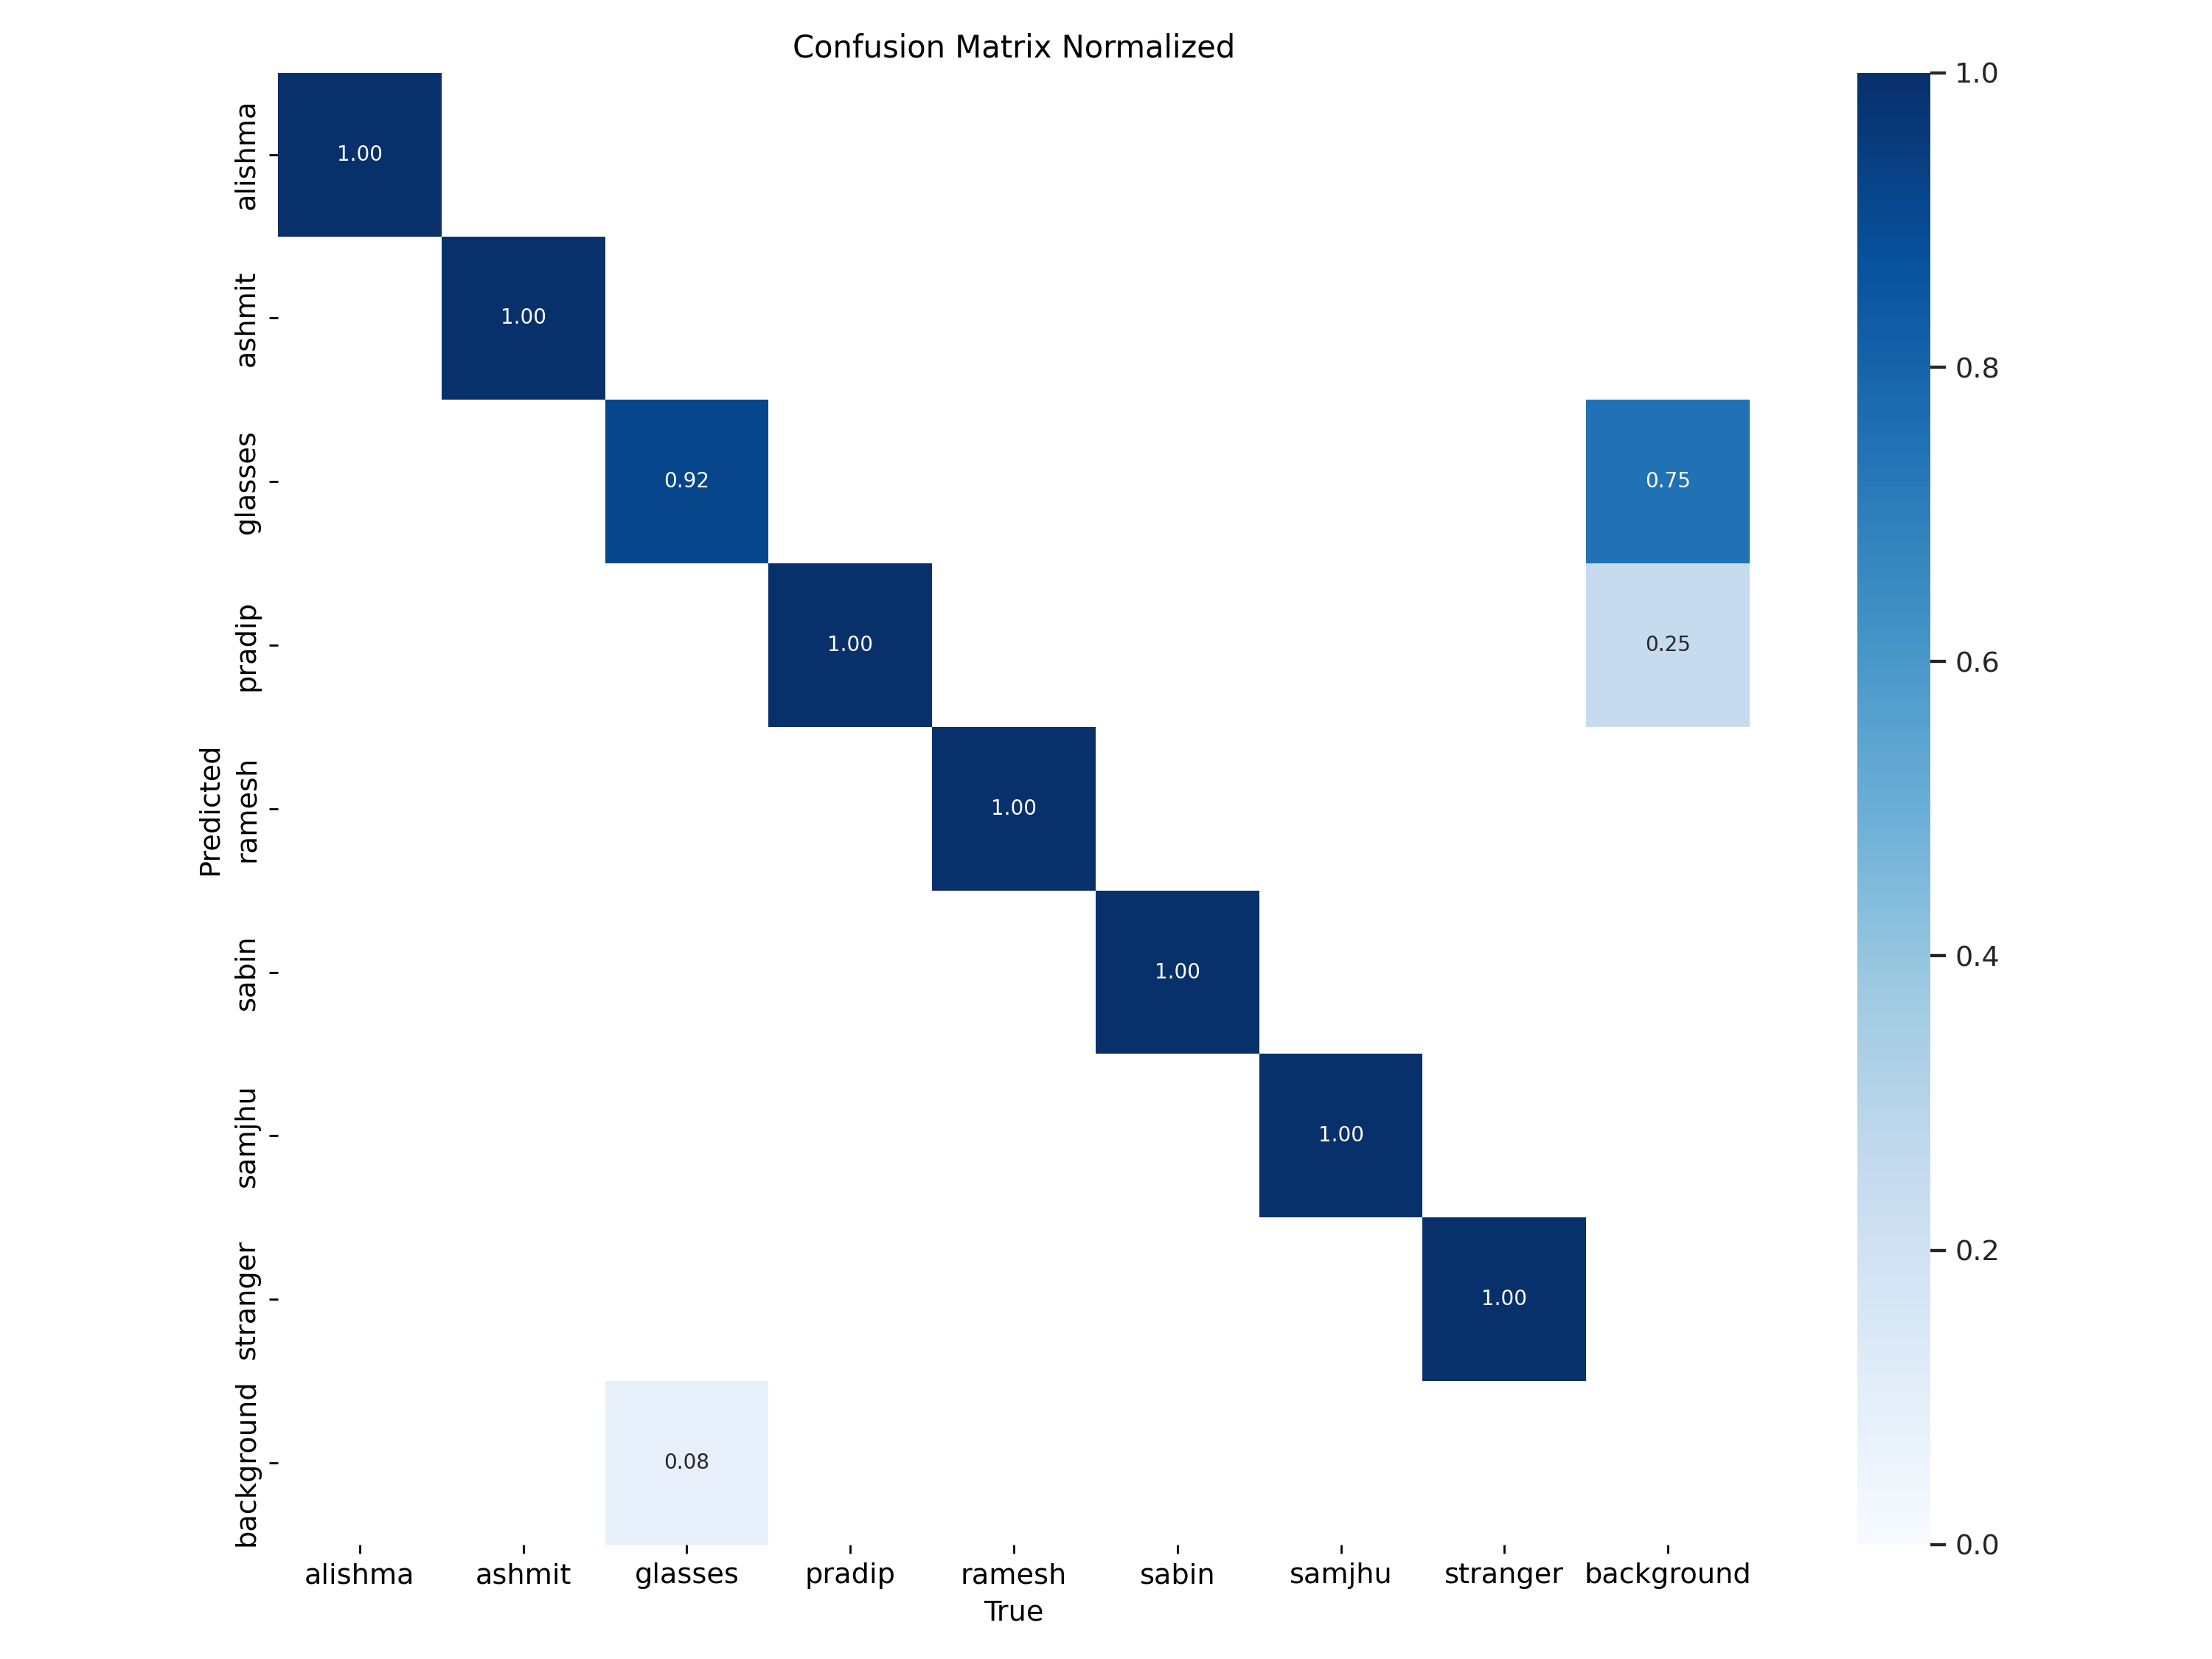 Confusion Matrix Normalized
alishma
ashmit
glasses
pradip
ramesh
sabin
samjhu
stranger
background
Predicted
1.00
1.00
0.92
0.75
1.00
0.25
1.00
1.00
1.00
1.00
0.08
1.0
0.8
0.6
0.4
0.2
0.0
alishma ashmit glasses pradip ramesh sabin samjhu stranger background
True